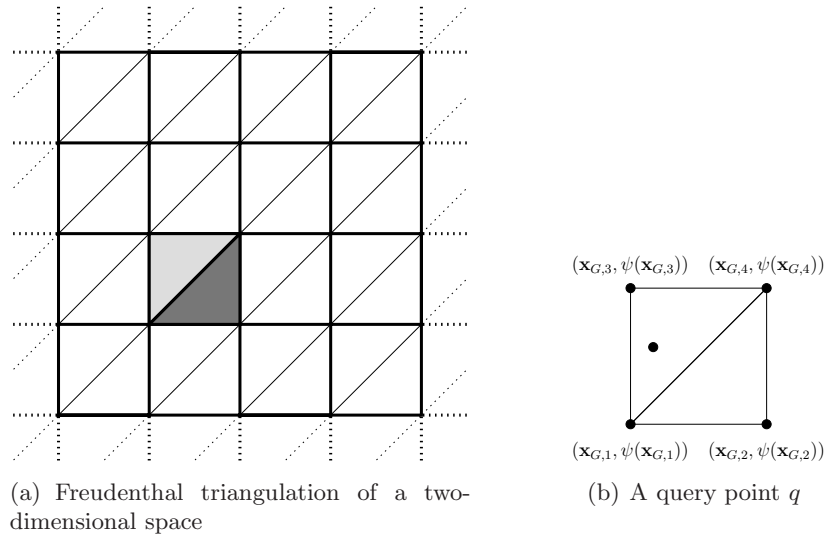 (𝐱_{G,3}, ψ(𝐱_{G,3})) (𝐱_{G,4}, ψ(𝐱_{G,4}))
(𝐱_{G,1}, ψ(𝐱_{G,1})) (𝐱_{G,2}, ψ(𝐱_{G,2}))
(a) Freudenthal triangulation of a two-
dimensional space
(b) A query point q